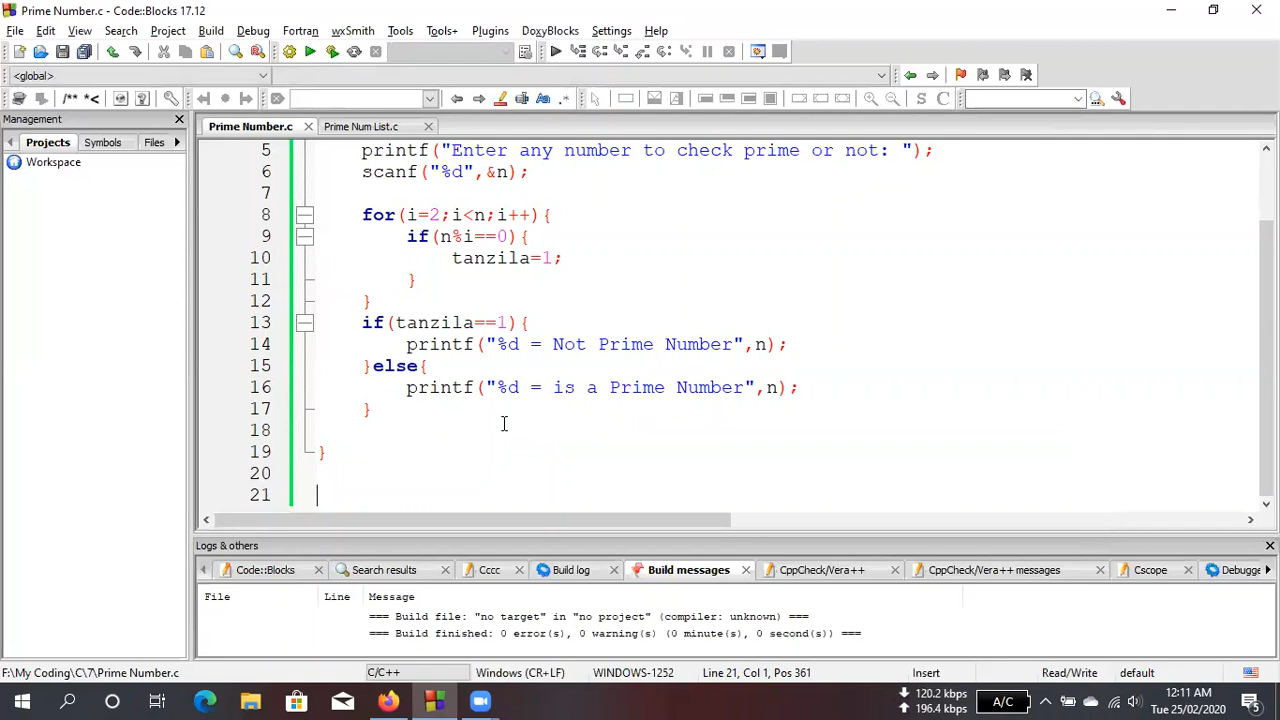 Prime Number.c - Code::Blocks 17.12
File Edit View Search Project Build Debug Fortran wxSmith Tools Tools+ Plugins DoxyBlocks Settings Help
<global>
/** *< S C
Management
Projects Symbols Files
Workspace
Prime Number.c Prime Num List.c
5 printf("Enter any number to check prime or not: ");
6 scanf("%d",&n);
7
8 for(i=2;i<n;i++){
9 if(n%i==0){
10 tanzila=1;
11 }
12 }
13 if(tanzila==1){
14 printf("%d = Not Prime Number",n);
15 }else{
16 printf("%d = is a Prime Number",n);
17 }
18
19 }
20
21
Logs & others
Code::Blocks Search results Cccc Build log Build messages CppCheck/Vera++ CppCheck/Vera++ messages Cscope Debugge
File Line Message
=== Build file: "no target" in "no project" (compiler: unknown) ===
=== Build finished: 0 error(s), 0 warning(s) (0 minute(s), 0 second(s)) ===
F:\My Coding\C\7\Prime Number.c C/C++ Windows (CR+LF) WINDOWS-1252 Line 21, Col 1, Pos 361 Insert Read/Write default
120.2 kbps
196.4 kbps
A/C
12:11 AM
Tue 25/02/2020
5